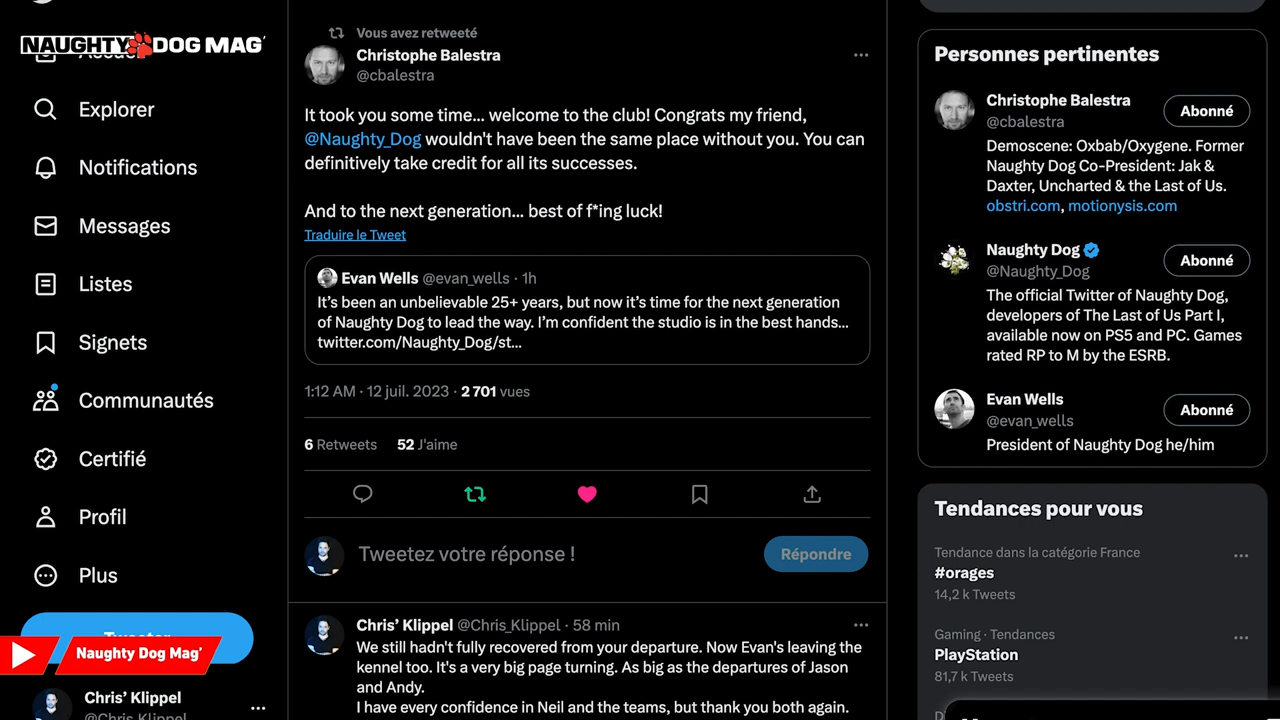 NAUGHTY DOG MAG'
Explorer
Notifications
Messages
Listes
Signets
Communautés
Certifié
Profil
Plus
Tweeter
Naughty Dog Mag'
Chris' Klippel
@Chris_Klippel
Vous avez retweeté
Christophe Balestra
@cbalestra
It took you some time... welcome to the club! Congrats my friend,
@Naughty_Dog wouldn't have been the same place without you. You can
definitively take credit for all its successes.
And to the next generation... best of f*ing luck!
Traduire le Tweet
Evan Wells @evan_wells · 1h
It's been an unbelievable 25+ years, but now it's time for the next generation
of Naughty Dog to lead the way. I'm confident the studio is in the best hands...
twitter.com/Naughty_Dog/st...
1:12 AM · 12 juil. 2023 · 2 701 vues
6 Retweets 52 J'aime
Tweetez votre réponse !
Répondre
Chris' Klippel @Chris_Klippel · 58 min
We still hadn't fully recovered from your departure. Now Evan's leaving the
kennel too. It's a very big page turning. As big as the departures of Jason
and Andy.
I have every confidence in Neil and the teams, but thank you both again.
Personnes pertinentes
Christophe Balestra
@cbalestra
Abonné
Demoscene: Oxbab/Oxygene. Former
Naughty Dog Co-President: Jak &
Daxter, Uncharted & the Last of Us.
obstri.com, motionysis.com
Naughty Dog
@Naughty_Dog
Abonné
The official Twitter of Naughty Dog,
developers of The Last of Us Part I,
available now on PS5 and PC. Games
rated RP to M by the ESRB.
Evan Wells
@evan_wells
Abonné
President of Naughty Dog he/him
Tendances pour vous
Tendance dans la catégorie France
#orages
14,2 k Tweets
Gaming · Tendances
PlayStation
81,7 k Tweets